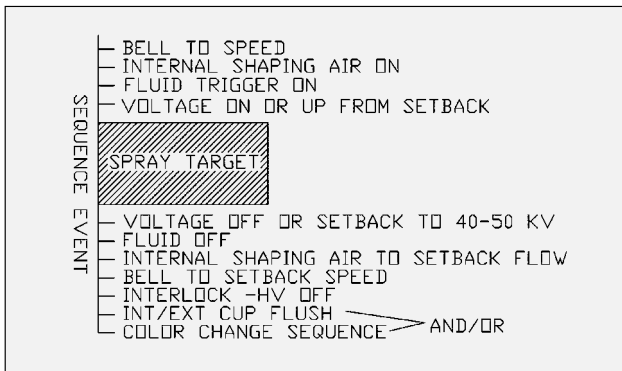 BELL TO SPEED
INTERNAL SHAPING AIR ON
FLUID TRIGGER ON
VOLTAGE ON OR UP FROM SETBACK
SEQUENCE EVENT
SPRAY TARGET
VOLTAGE OFF OR SETBACK TO 40-50 KV
FLUID OFF
INTERNAL SHAPING AIR TO SETBACK FLOW
BELL TO SETBACK SPEED
INTERLOCK -HV OFF
INT/EXT CUP FLUSH
COLOR CHANGE SEQUENCE
AND/OR